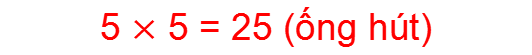 5 × 5 = 25 (ống hút)